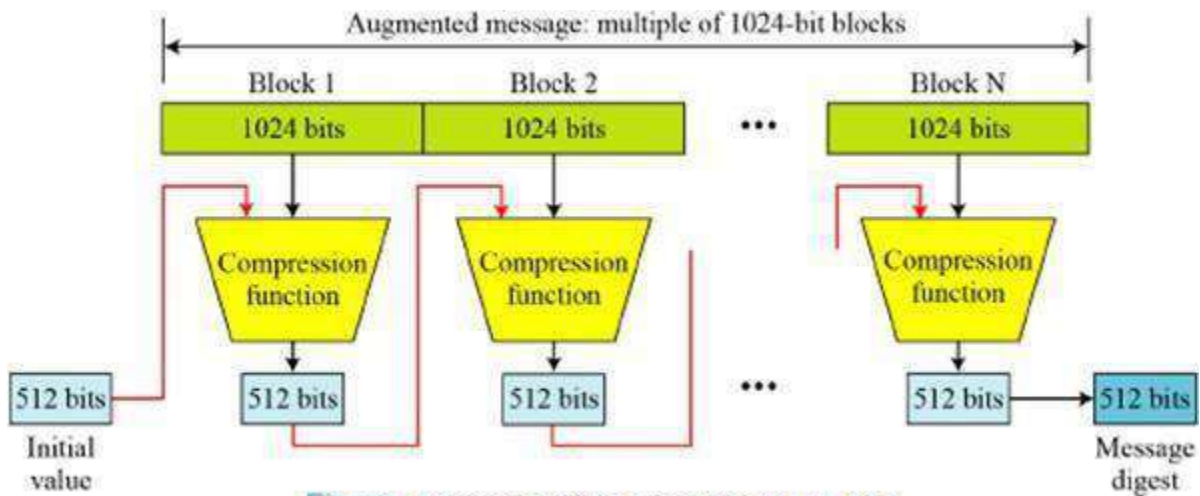 Augmented message: multiple of 1024-bit blocks
Block 1
Block 2
Block N
1024 bits
1024 bits
•••
1024 bits
Compression
function
Compression
function
Compression
function
512 bits
512 bits
512 bits
•••
512 bits
512 bits
Initial
value
Message
digest